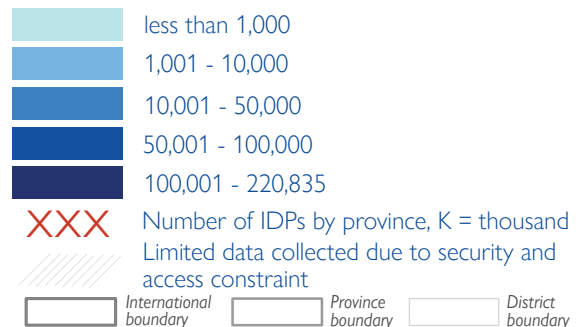 less than 1,000
1,001 - 10,000
10,001 - 50,000
50,001 - 100,000
100,001 - 220,835
XXX Number of IDPs by province, K = thousand
Limited data collected due to security and
access constraint
International
boundary
Province
boundary
District
boundary